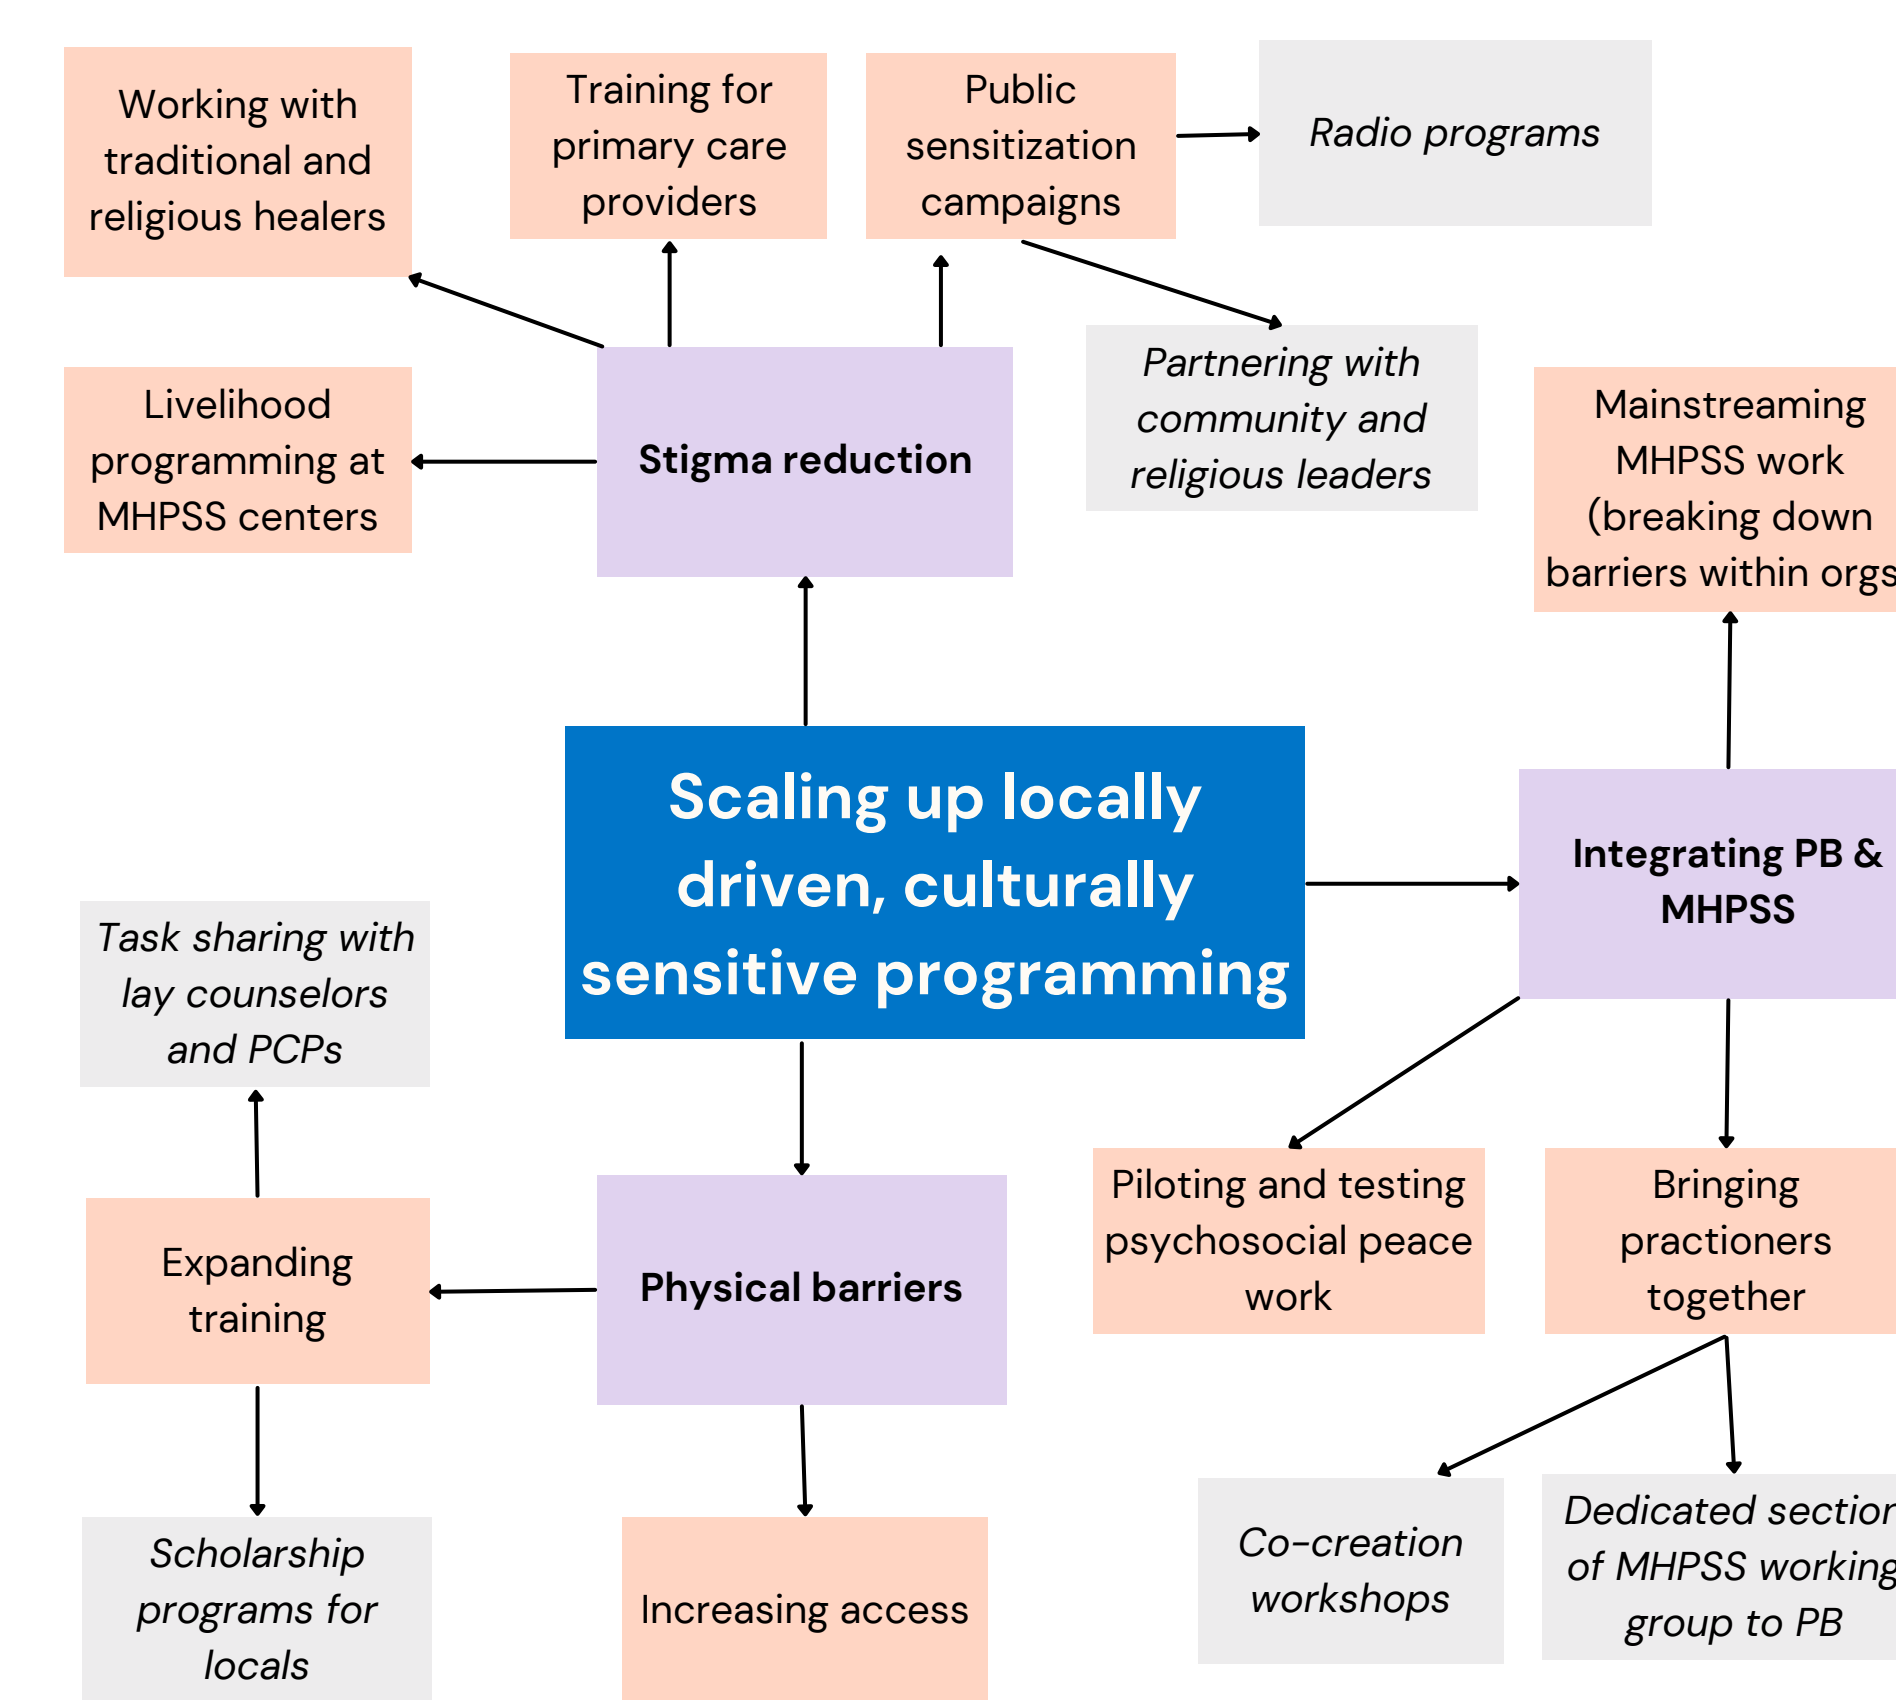 Working with
traditional and
religious healers
Training for
primary care
providers
Public
sensitization
campaigns
Radio programs
Partnering with
community and
religious leaders
Livelihood
programming at
MHPSS centers
Stigma reduction
Mainstreaming
MHPSS work
(breaking down
barriers within orgs
Scaling up locally
driven, culturally
sensitive programming
Integrating PB &
MHPSS
Task sharing with
lay counselors
and PCPs
Expanding
training
Physical barriers
Piloting and testing
psychosocial peace
work
Bringing
practioners
together
Scholarship
programs for
locals
Increasing access
Co-creation
workshops
Dedicated section
of MHPSS working
group to PB